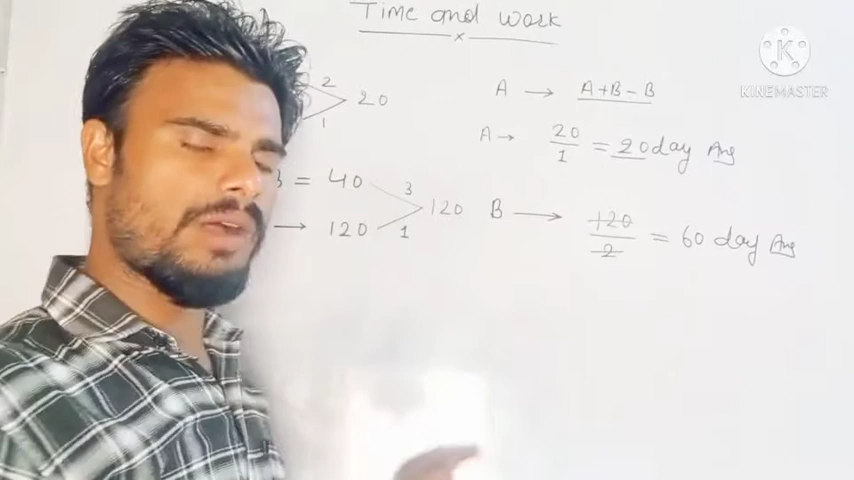 Time and work
x
2
20
1
A → A+B-B
A → 20/1 = 20 day Ans
= 40
3
→ 120
1
120
B → 120/2 = 60 day Ans
K
KINEMASTER